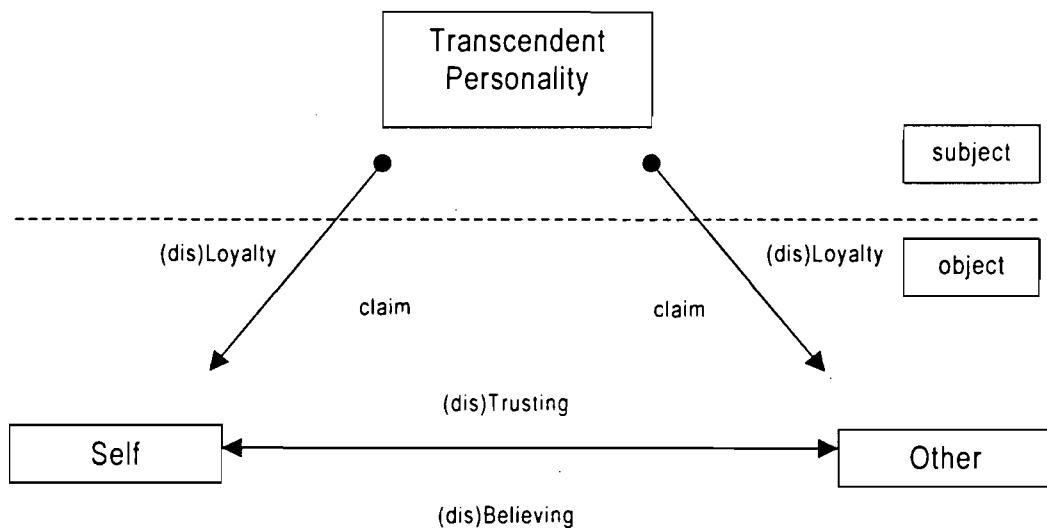 Transcendent
Personality
subject
(dis)Loyalty
(dis)Loyalty
object
claim
claim
(dis)Trusting
Self
Other
(dis)Believing